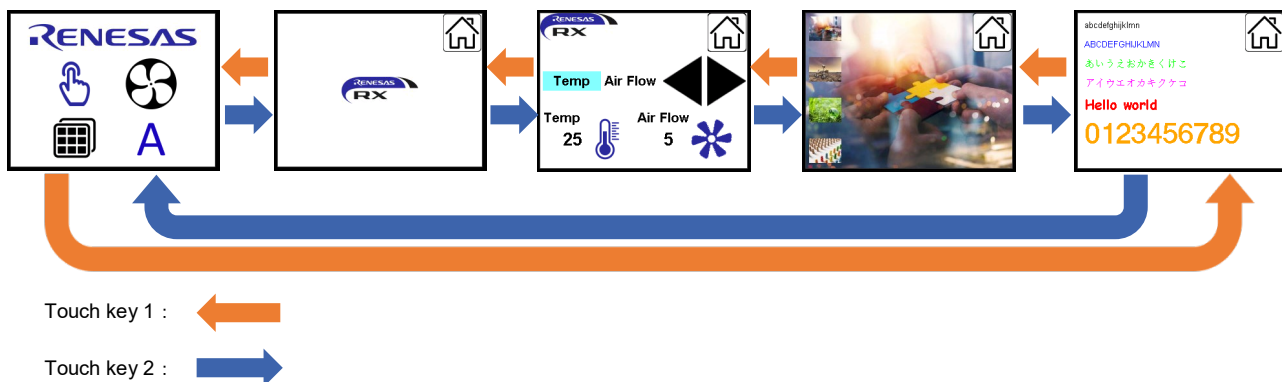 RENESAS
A
RENESAS
RX
RENESAS
RX
Temp Air Flow
Temp Air Flow
25 5
abcdefghijklmn
ABCDEFGHIJKLMN
あいうえおかきくけこ
アイウエオカキクケコ
Hello world
0123456789
Touch key 1 :
Touch key 2 :